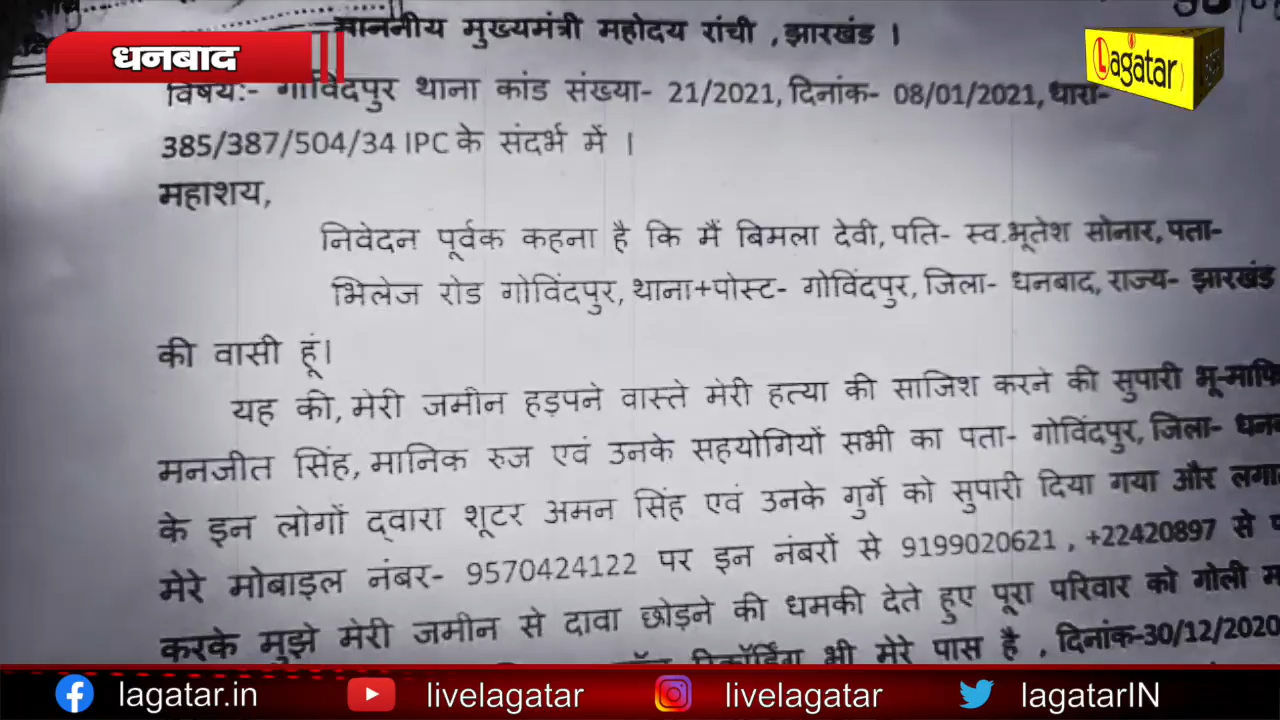 माननीय मुख्यमंत्री महोदय रांची , झारखंड ।
धनबाद
Lagatar
विषय:- गोविंदपुर थाना कांड संख्या- 21/2021, दिनांक- 08/01/2021, धारा-
385/387/504/34 IPC के संदर्भ में ।
महाशय,
निवेदन पूर्वक कहना है कि मैं बिमला देवी, पति- स्व.भूतेश सोनार, पता-
भिलेज रोड गोविंदपुर, थाना+पोस्ट- गोविंदपुर, जिला- धनबाद, राज्य- झारखंड
की वासी हूं।
यह की, मेरी जमीन हड़पने वास्ते मेरी हत्या की साजिश करने की सुपारी
मनजीत सिंह, मानिक रुज एवं उनके सहयोगियों सभी का पता- गोविंदपुर, जिला-
के इन लोगों द्वारा शूटर अमन सिंह एवं उनके गुर्गे को सुपारी दिया गया और
मेरे मोबाइल नंबर- 9570424122 पर इन नंबरों से 9199020621 , +22420897 से
करके मुझे मेरी जमीन से दावा छोड़ने की धमकी देते हुए पूरा परिवार को गोली
रिकॉर्डिंग भी मेरे पास है , दिनांक-30/12/2020
lagatar.in
livelagatar
livelagatar
lagatarIN